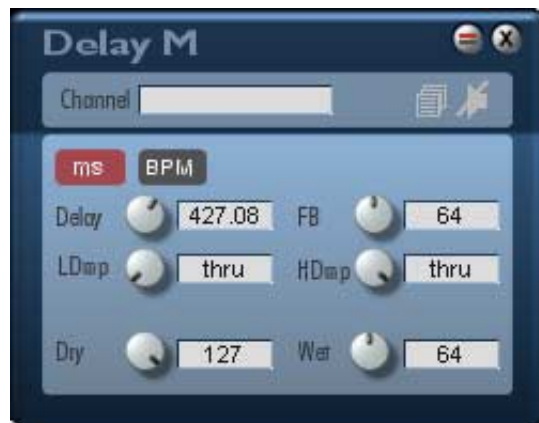 Delay M
Channel
ms BPM
Delay 427.08 FB 64
LDmp thru HDmp thru
Dry 127 Wet 64